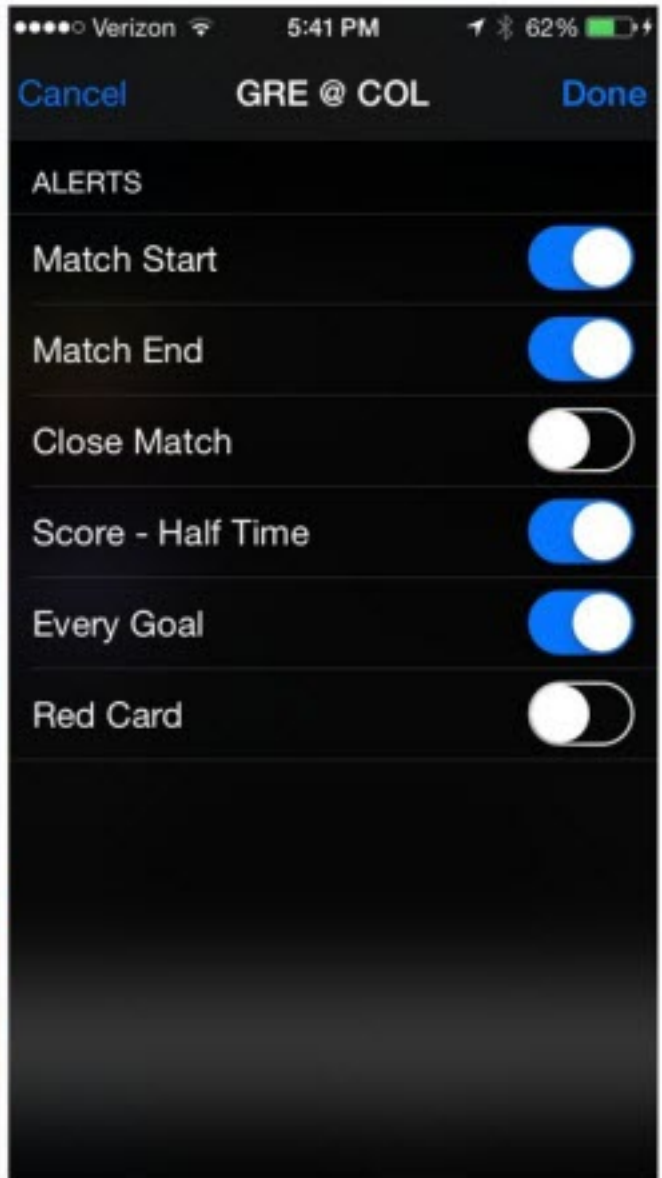 Verizon 5:41 PM 62%
Cancel GRE @ COL Done
ALERTS
Match Start
Match End
Close Match
Score - Half Time
Every Goal
Red Card